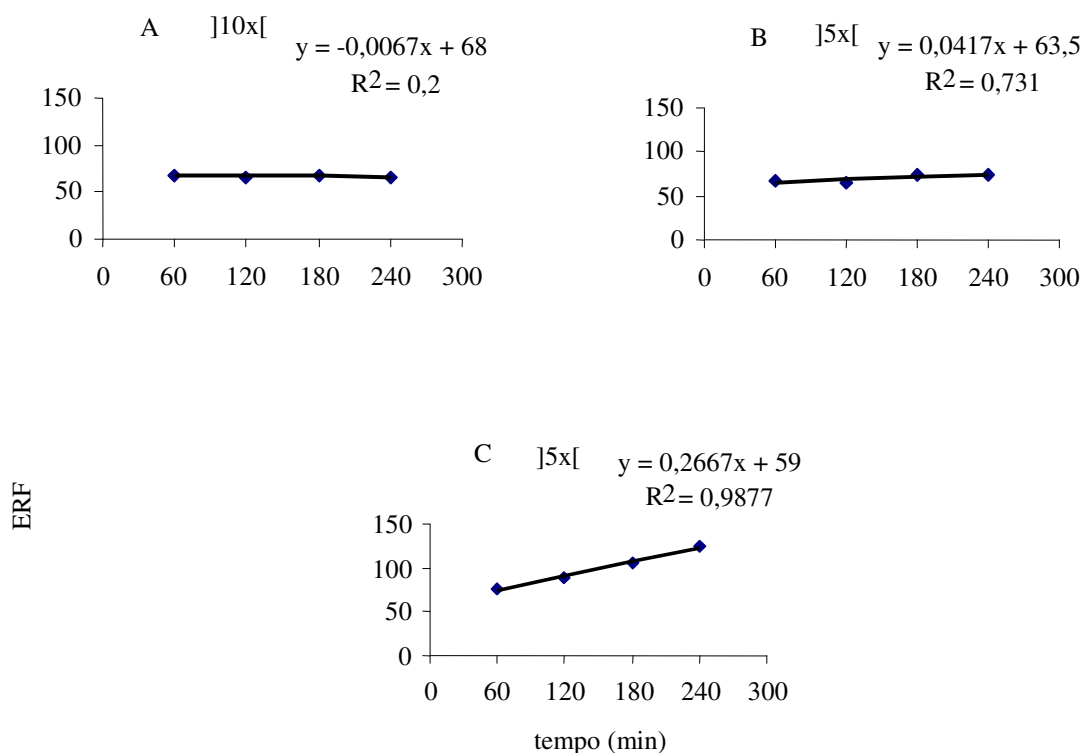 A ]10x[
y = -0,0067x + 68
R2 = 0,2
150
100
50
0
0 60 120 180 240 300
B ]5x[ y = 0,0417x + 63,5
R2 = 0,731
150
100
50
0
0 60 120 180 240 300
C ]5x[ y = 0,2667x + 59
R2 = 0,9877
150
100
50
0
0 60 120 180 240 300
tempo (min)
ERF